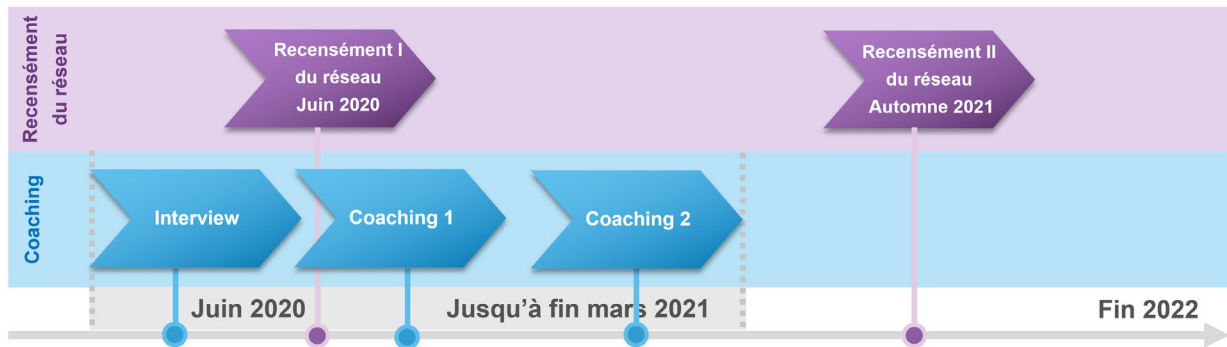 Recensément
du réseau
Recensément I
du réseau
Juin 2020
Recensément II
du réseau
Automne 2021
Coaching
Interview
Coaching 1
Coaching 2
Juin 2020
Jusqu'à fin mars 2021
Fin 2022